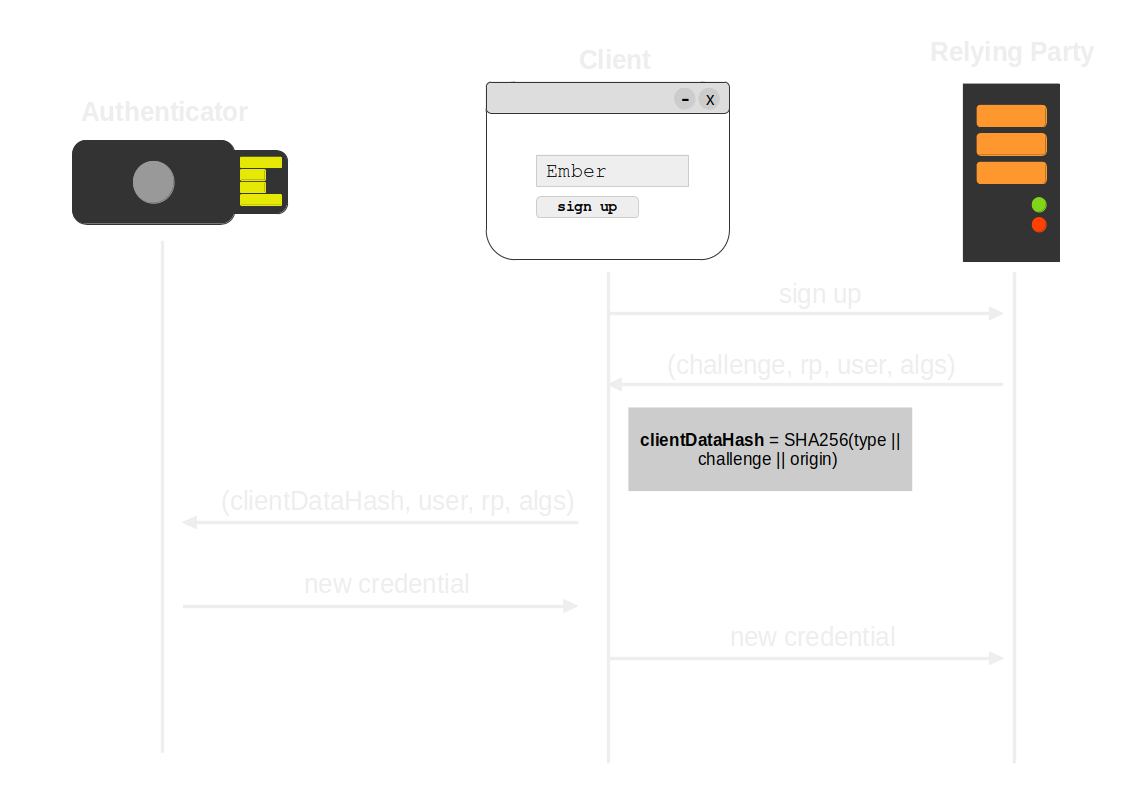 Relying Party
Client
Authenticator
- x
Ember
sign up
sign up
(challenge, rp, user, algs)
clientDataHash = SHA256(type ||
challenge || origin)
(clientDataHash, user, rp, algs)
new credential
new credential